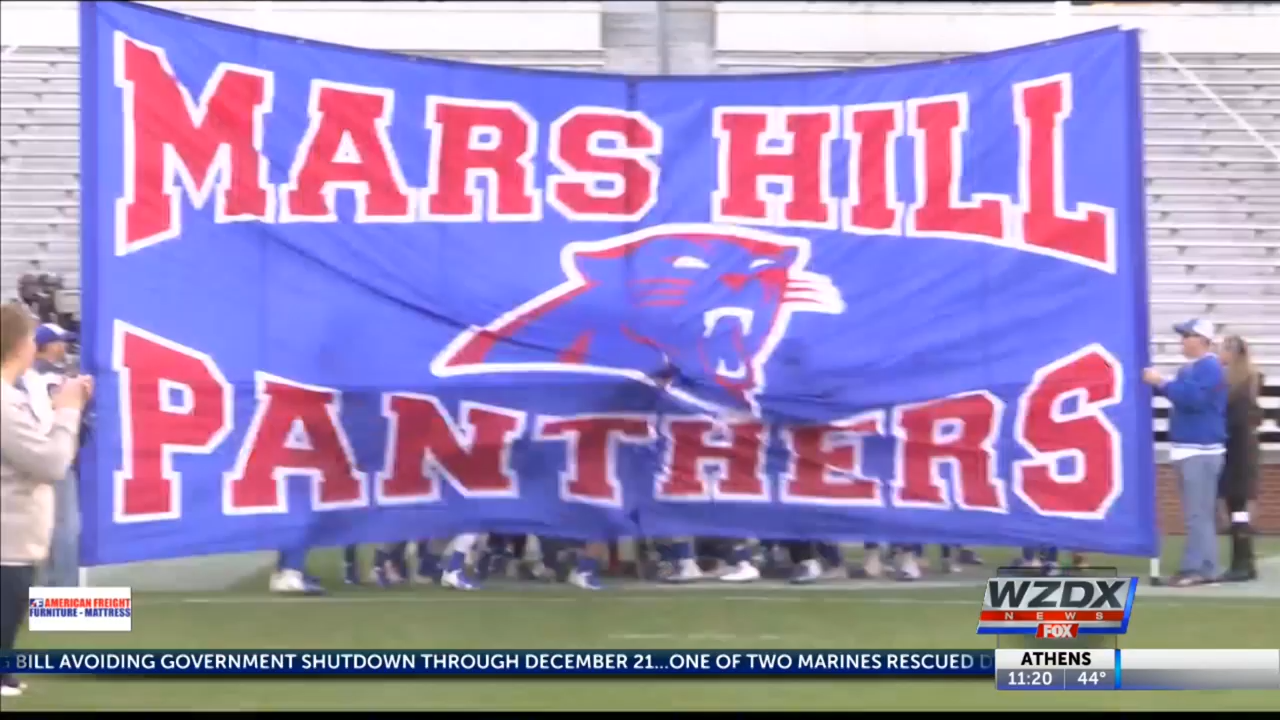 MARS HILL
PANTHERS
AMERICAN FREIGHT
FURNITURE - MATTRESS
WZDX
NEWS
FOX
BILL AVOIDING GOVERNMENT SHUTDOWN THROUGH DECEMBER 21...ONE OF TWO MARINES RESCUED D
ATHENS
11:20 44°